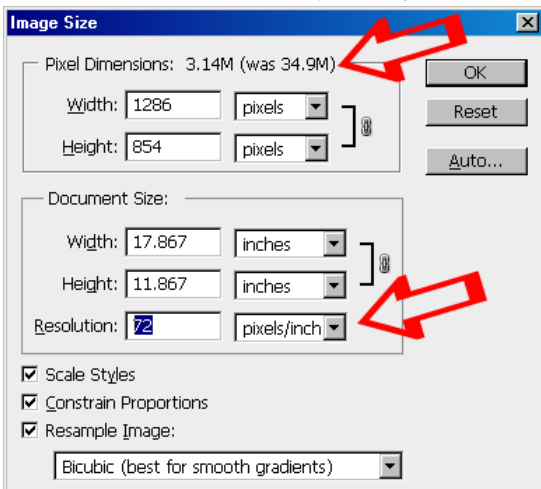 Image Size
Pixel Dimensions: 3.14M (was 34.9M)
OK
Width: 1286 pixels
Reset
Height: 854 pixels
Auto...
Document Size:
Width: 17.867 inches
Height: 11.867 inches
Resolution: 72 pixels/inch
Scale Styles
Constrain Proportions
Resample Image:
Bicubic (best for smooth gradients)